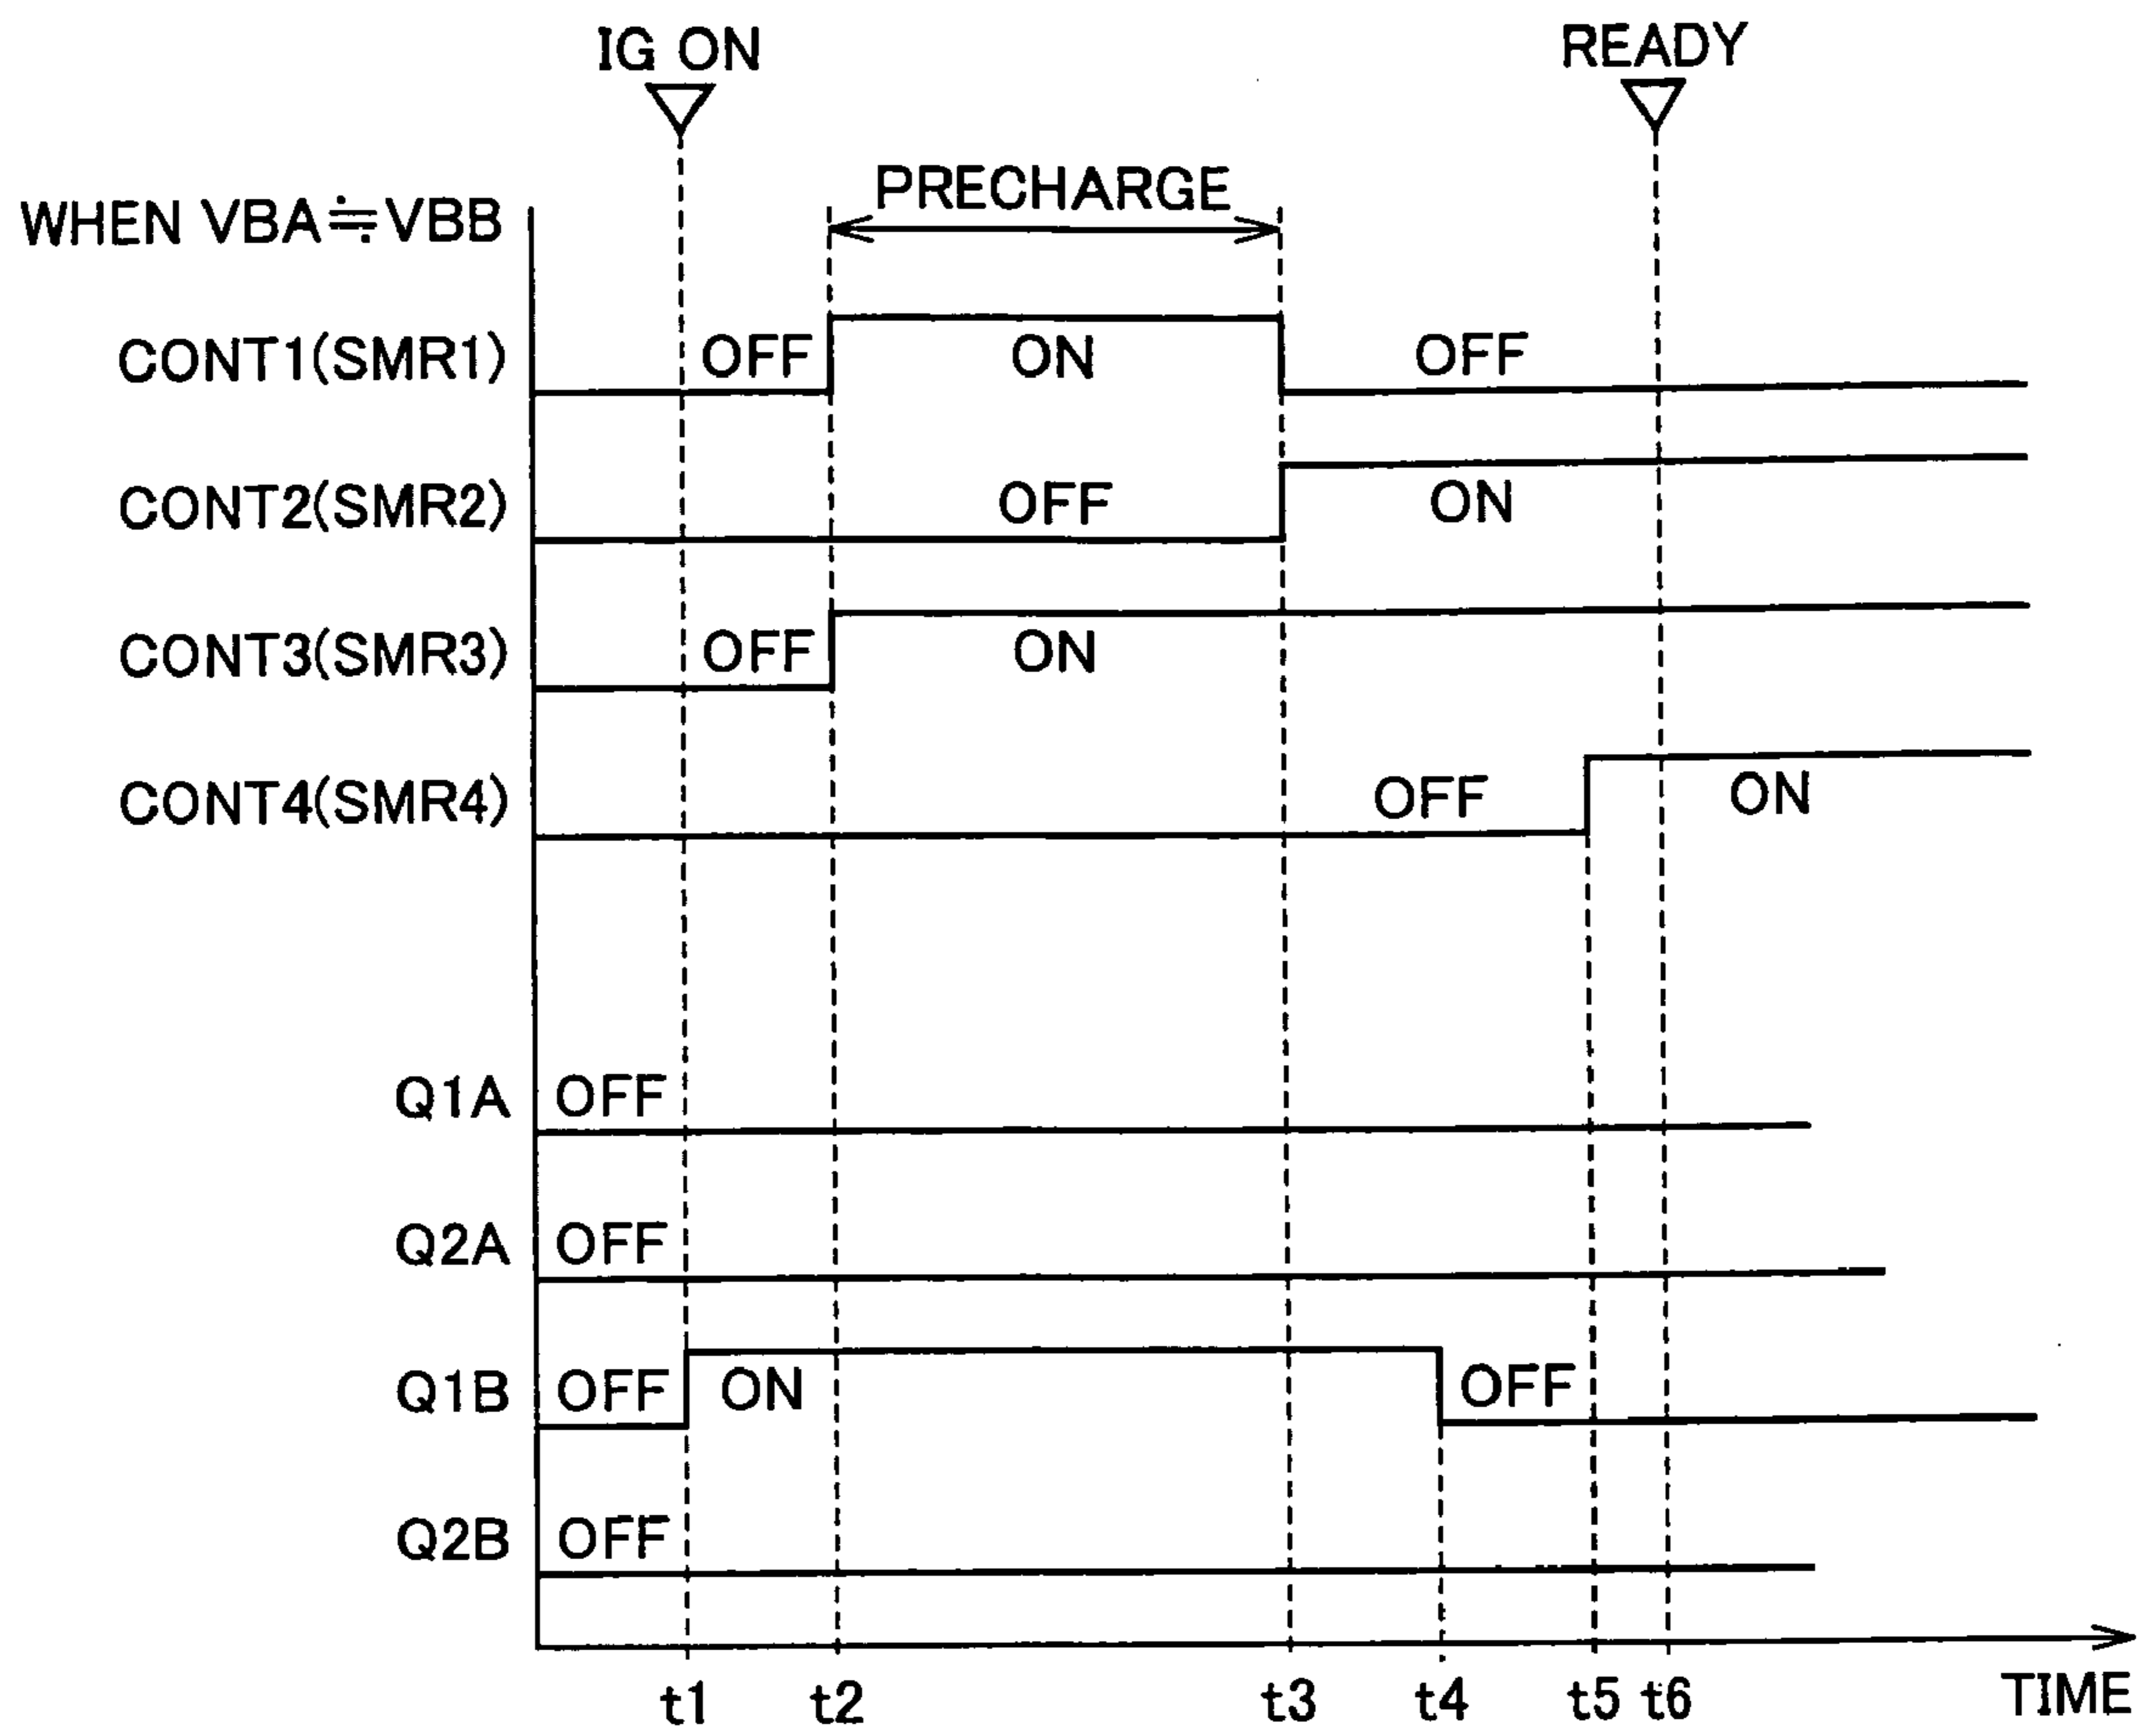 IG ON
READY
PRECHARGE
WHEN VBA≒VBB
CONT1(SMR1) OFF ON OFF
CONT2(SMR2) OFF ON
CONT3(SMR3) OFF ON
CONT4(SMR4) OFF ON
Q1A OFF
Q2A OFF
Q1B OFF ON OFF
Q2B OFF
t1 t2 t3 t4 t5 t6 TIME